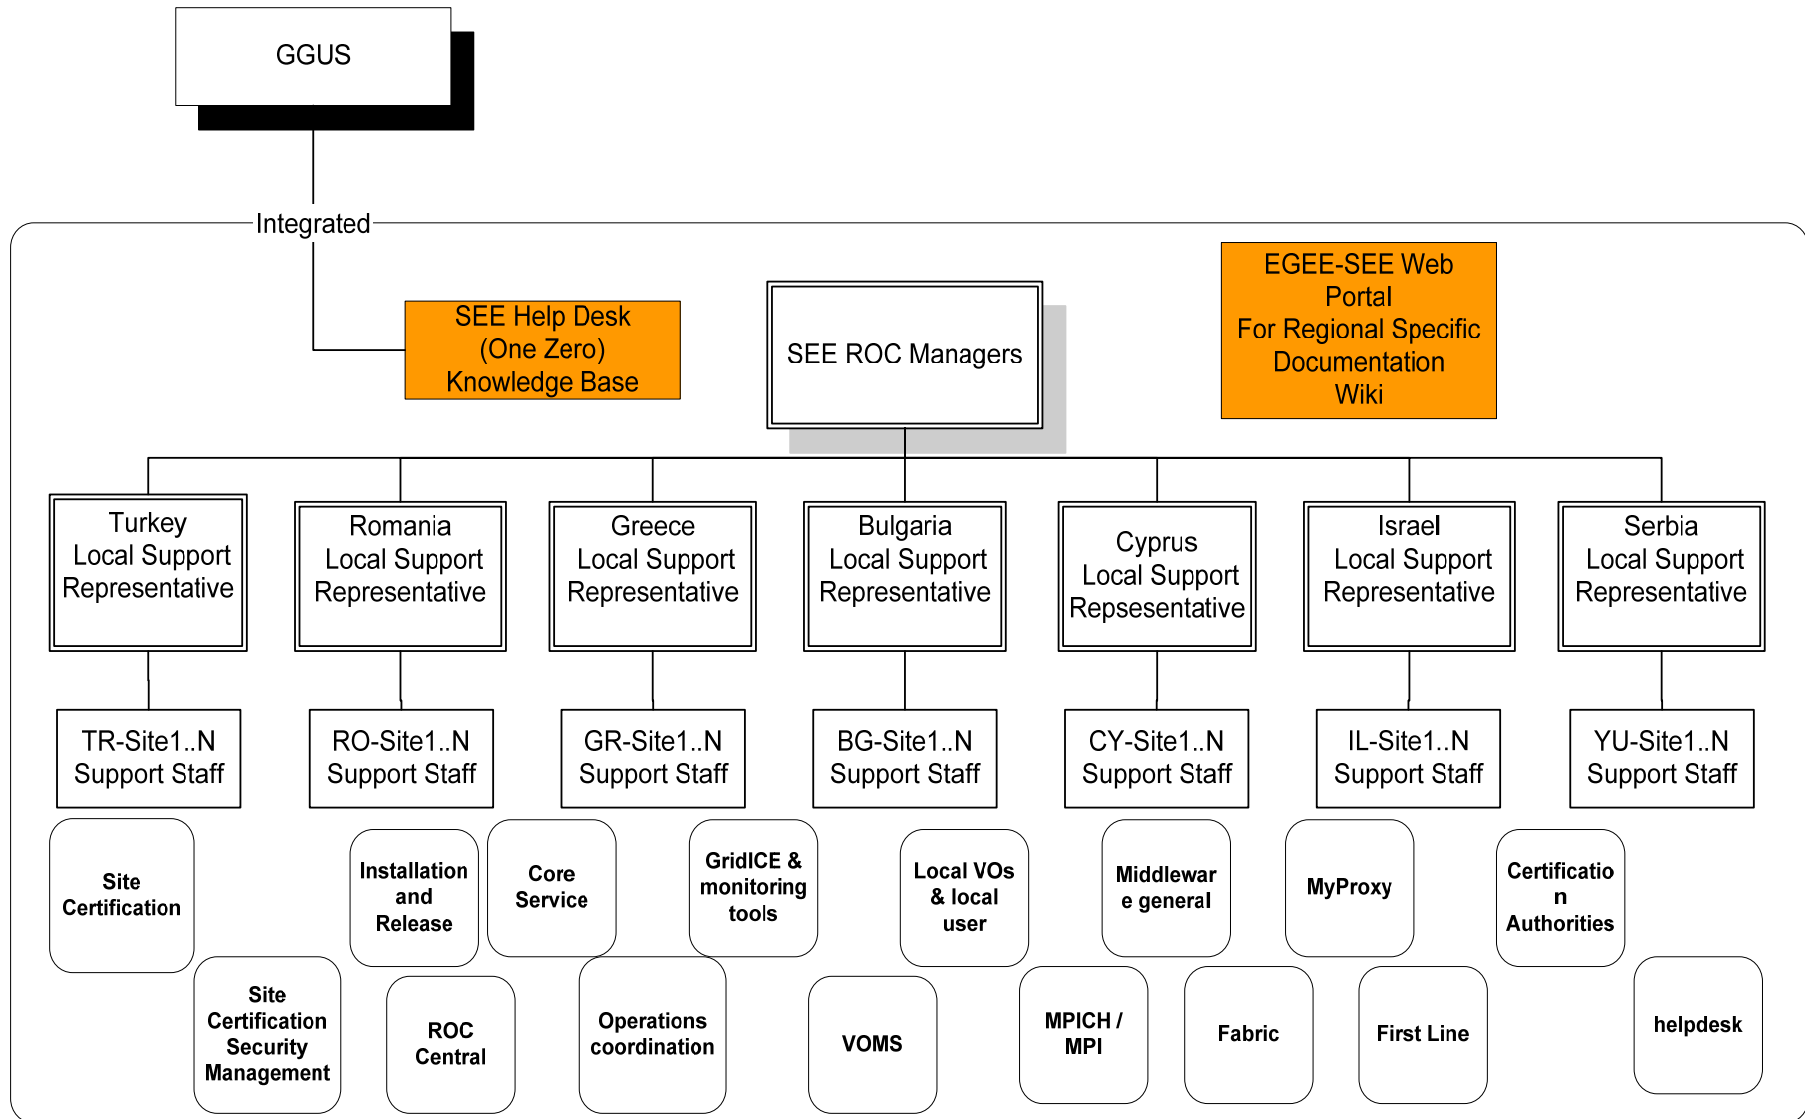 GGUS
Integrated
SEE Help Desk
(One Zero)
Knowledge Base
SEE ROC Managers
EGEE-SEE Web
Portal
For Regional Specific
Documentation
Wiki
Turkey
Local Support
Representative
Romania
Local Support
Representative
Greece
Local Support
Representative
Bulgaria
Local Support
Representative
Cyprus
Local Support
Repsesentative
Israel
Local Support
Representative
Serbia
Local Support
Representative
TR-Site1..N
Support Staff
RO-Site1..N
Support Staff
GR-Site1..N
Support Staff
BG-Site1..N
Support Staff
CY-Site1..N
Support Staff
IL-Site1..N
Support Staff
YU-Site1..N
Support Staff
Site
Certification
Installation
and
Release
Core
Service
GridICE &
monitoring
tools
Local VOs
& local
user
Middlewar
e general
MyProxy
Certificatio
n
Authorities
Site
Certification
Security
Management
ROC
Central
Operations
coordination
VOMS
MPICH /
MPI
Fabric
First Line
helpdesk